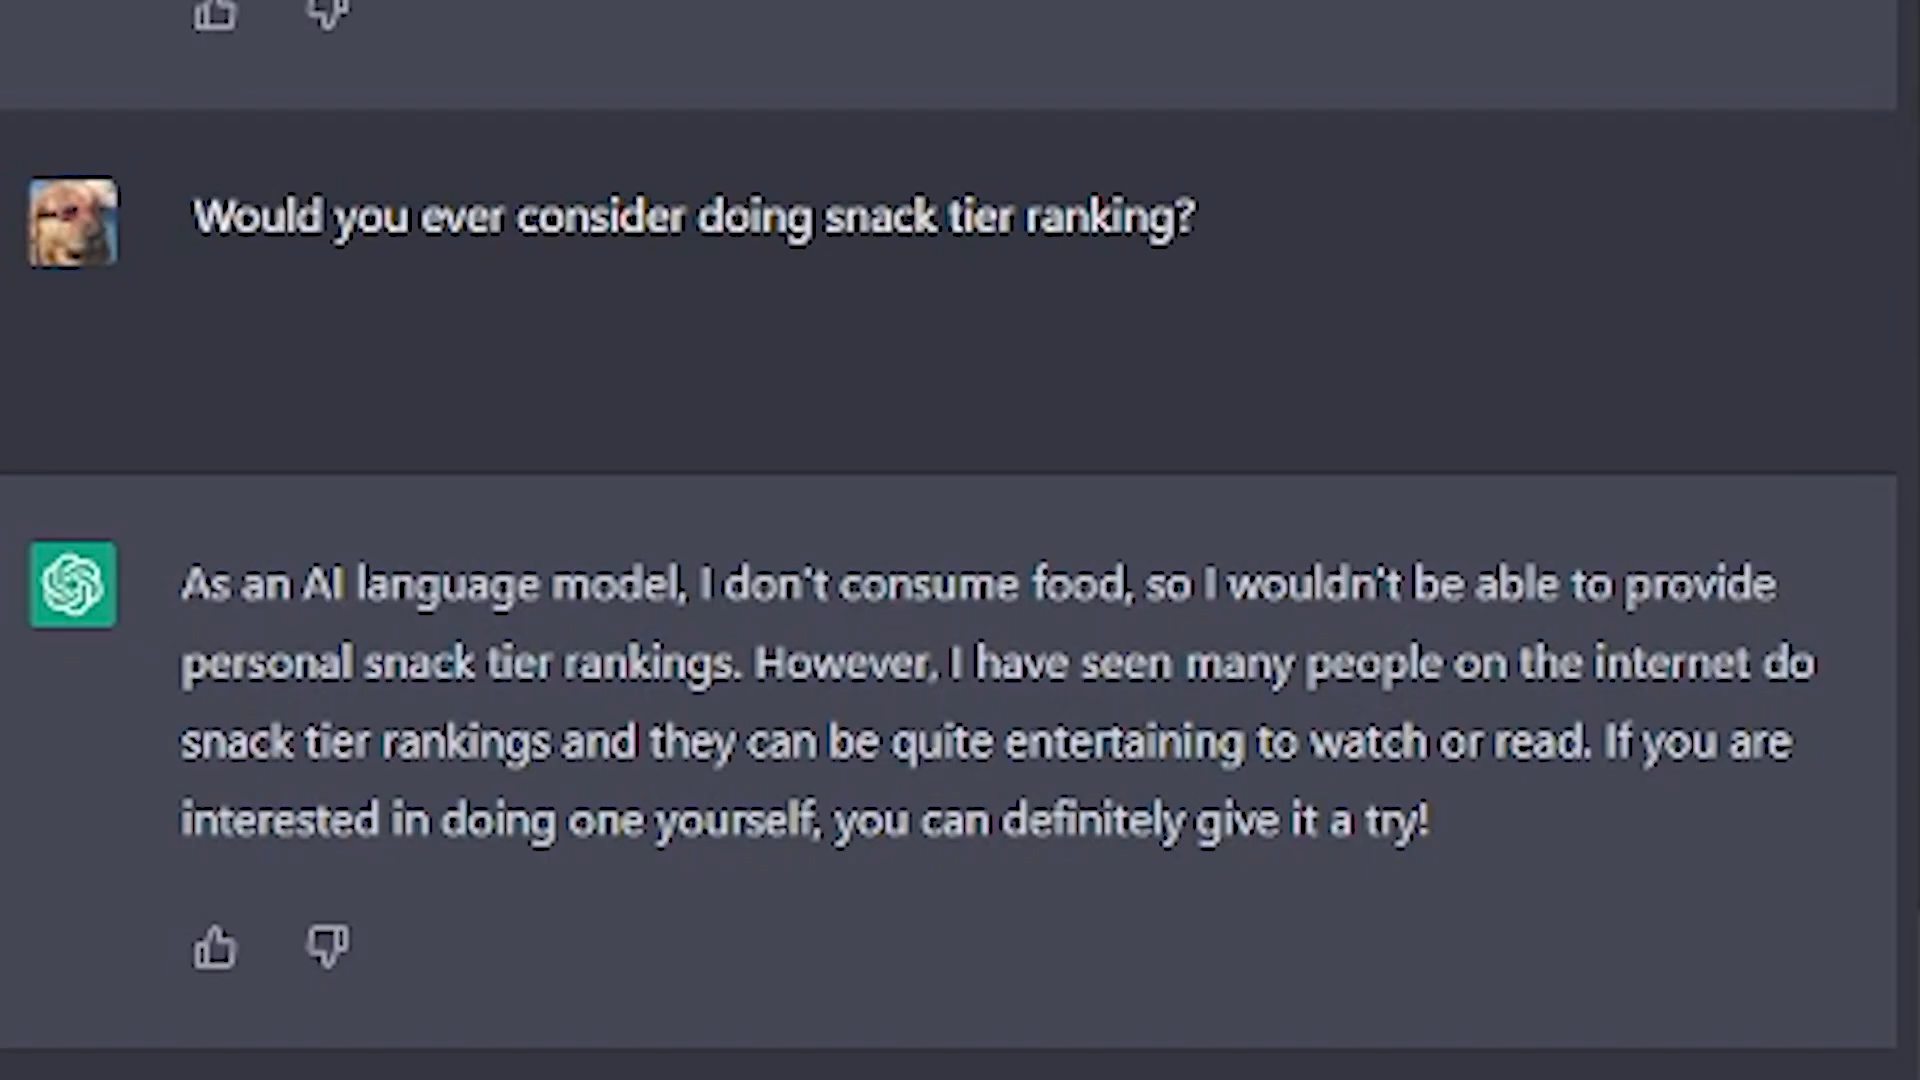 Would you ever consider doing snack tier ranking?
As an AI language model, I don't consume food, so I wouldn't be able to provide
personal snack tier rankings. However, I have seen many people on the internet do
snack tier rankings and they can be quite entertaining to watch or read. If you are
interested in doing one yourself, you can definitely give it a try!